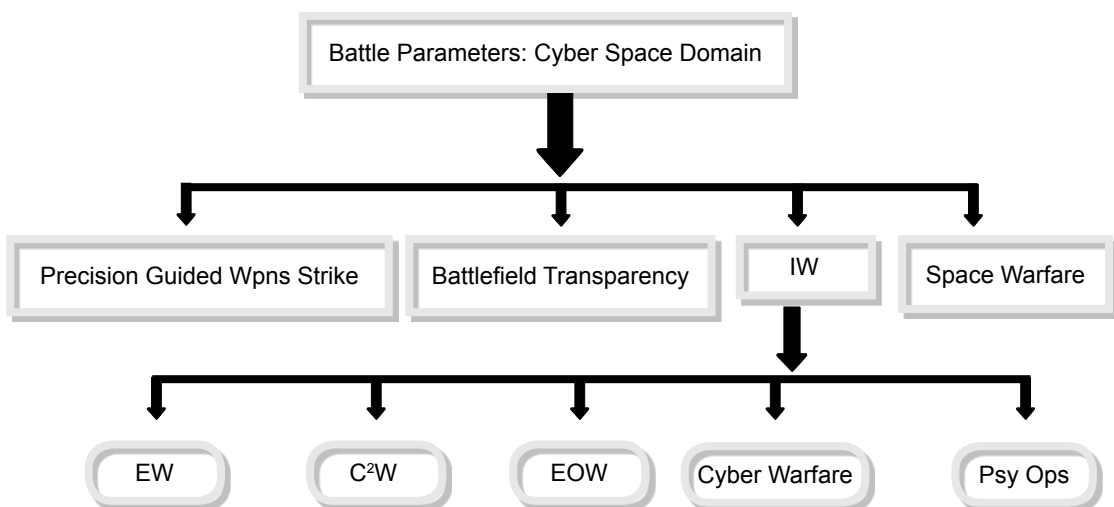 Battle Parameters: Cyber Space Domain
Precision Guided Wpns Strike
Battlefield Transparency
IW
Space Warfare
EW
C²W
EOW
Cyber Warfare
Psy Ops